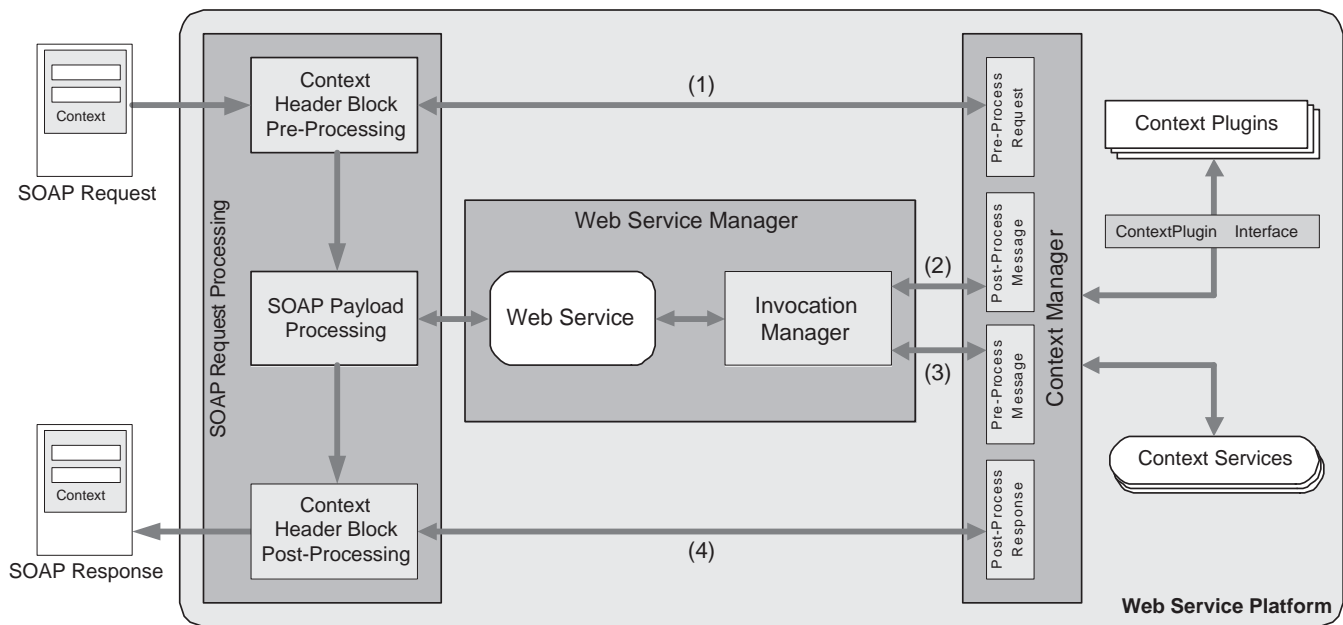 Context
SOAP Request
SOAP Request Processing
Context
Header Block
Pre-Processing
(1)
Pre-Process
Request
Context Plugins
ContextPlugin Interface
Web Service Manager
SOAP Payload
Processing
Web Service
Invocation
Manager
(2)
(3)
Post-Process
Message
Pre-Process
Message
Context Manager
Context Services
Context
SOAP Response
Context
Header Block
Post-Processing
(4)
Post-Process
Response
Web Service Platform